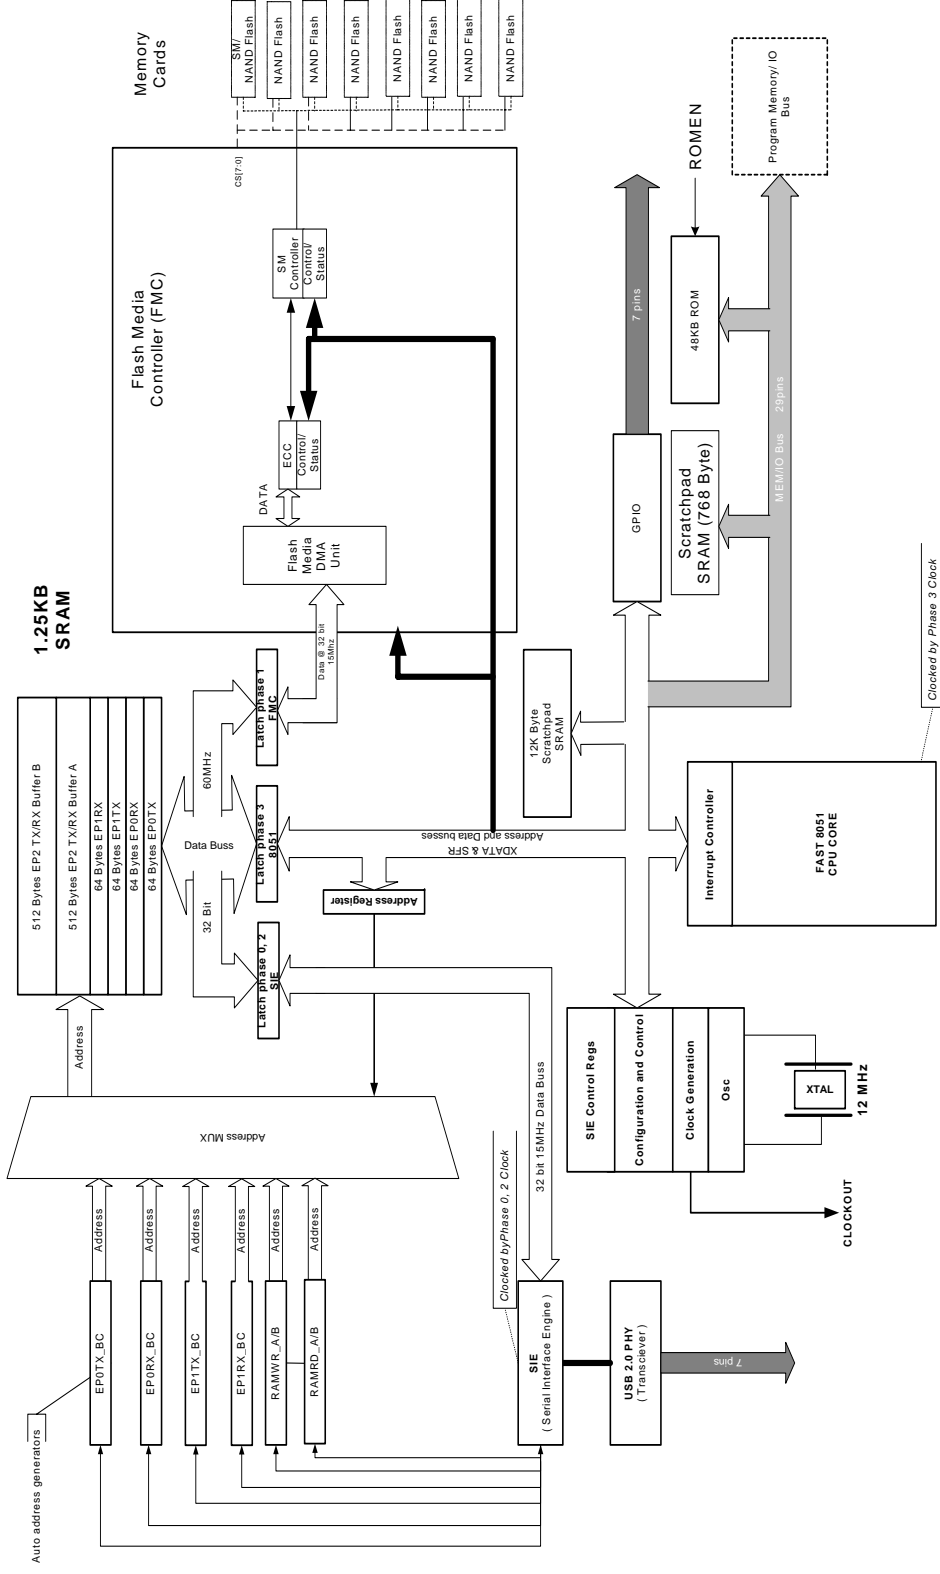 Auto address generators
EP0TX_BC
EP0RX_BC
EP1TX_BC
EP1RX_BC
RAMWR_A/B
RAMRD_A/B
Address
Address
Address
Address
Address
Address
Address MUX
Address
1.25KB
SRAM
512 Bytes EP2 TX/RX Buffer B
512 Bytes EP2 TX/RX Buffer A
64 Bytes EP1RX
64 Bytes EP1TX
64 Bytes EP0RX
64 Bytes EP0TX
32 Bit
Data Buss
60MHz
Latch phase 0, 2
SIE
Latch phase 3
8051
Latch phase 1
FMC
Address Register
Data @ 32 bit
15Mhz
Flash Media
Controller (FMC)
Flash
Media
DMA
Unit
DATA
ECC
Control/
Status
SM
Controller
Control/
Status
CS[7:0]
Memory
Cards
SM/
NAND Flash
NAND Flash
NAND Flash
NAND Flash
NAND Flash
NAND Flash
NAND Flash
NAND Flash
XDATA & SFR
Address and Data busses
Clocked byPhase 0, 2 Clock
32 bit 15MHz Data Buss
SIE
( Serial Interface Engine )
USB 2.0 PHY
( Transciever )
7 pins
SIE Control Regs
Configuration and Control
Clock Generation
Osc
XTAL
12 MHz
CLOCKOUT
12K Byte
Scratchpad
SRAM
GPIO
7 pins
Scratchpad
SRAM (768 Byte)
48KB ROM
ROMEN
MEM/IO Bus
29pins
Program Memory/ IO
Bus
Interrupt Controller
FAST 8051
CPU CORE
Clocked by Phase 3 Clock